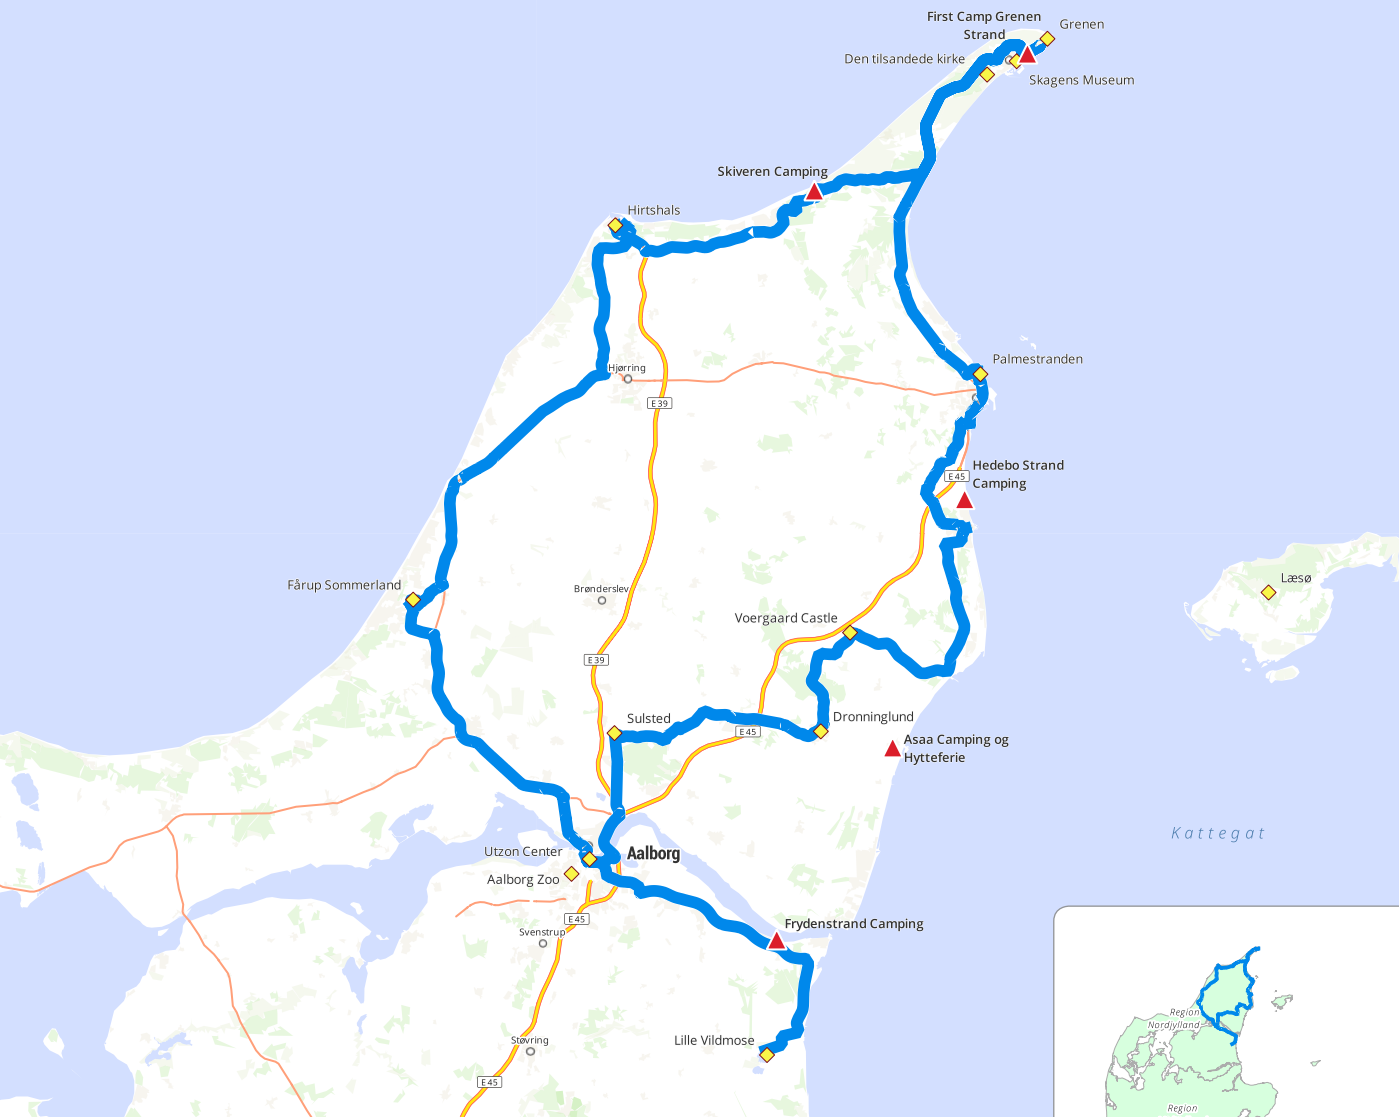 First Camp Grenen
Strand
Grenen
Den tilsandede kirke
Skagens Museum
Skiveren Camping
Hirtshals
Palmestranden
Hjørring
E39
Hedebo Strand
Camping
E45
Fårup Sommerland
Brønderslev
Læsø
Voergaard Castle
E39
Sulsted
Dronninglund
E45
Asaa Camping og
Hytteferie
Kattegat
Utzon Center
Aalborg
Aalborg Zoo
E45
Frydenstrand Camping
Svenstrup
Støvring
Lille Vildmose
E45
Region
Nordjylland
Region